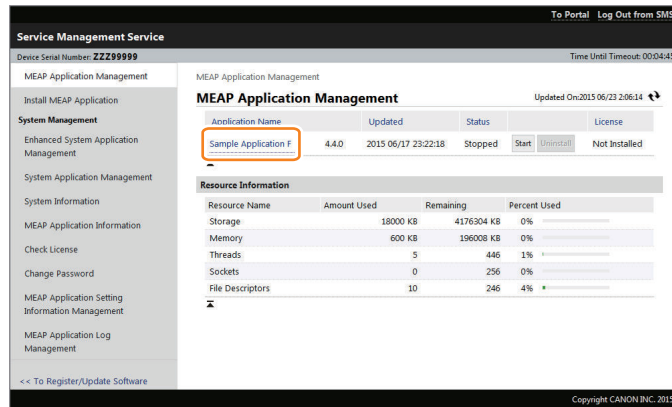 To Portal Log Out from SMS
Service Management Service
Device Serial Number: ZZZ99999 Time Until Timeout: 00:04:45
MEAP Application Management
Install MEAP Application
System Management
Enhanced System Application
Management
System Application Management
System Information
MEAP Application Information
Check License
Change Password
MEAP Application Setting
Information Management
MEAP Application Log
Management
<< To Register/Update Software
MEAP Application Management
MEAP Application Management Updated On:2015 06/23 2:06:14
Application Name Updated Status License
Sample Application F 4.4.0 2015 06/17 23:22:18 Stopped Start Uninstall Not Installed
Resource Information
Resource Name Amount Used Remaining Percent Used
Storage 18000 KB 4176304 KB 0%
Memory 600 KB 196008 KB 0%
Threads 5 446 1%
Sockets 0 256 0%
File Descriptors 10 246 4%
Copyright CANON INC.